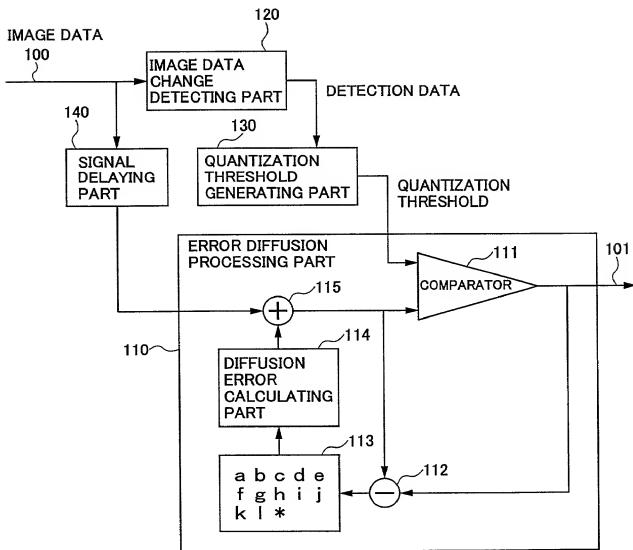 IMAGE DATA
100
120
IMAGE DATA
CHANGE
DETECTING PART
DETECTION DATA
140
SIGNAL
DELAYING
PART
130
QUANTIZATION
THRESHOLD
GENERATING PART
QUANTIZATION
THRESHOLD
ERROR DIFFUSION
PROCESSING PART
111
COMPARATOR
101
115
+
110
114
DIFFUSION
ERROR
CALCULATING
PART
113
a b c d e
f g h i j
k l *
112
−